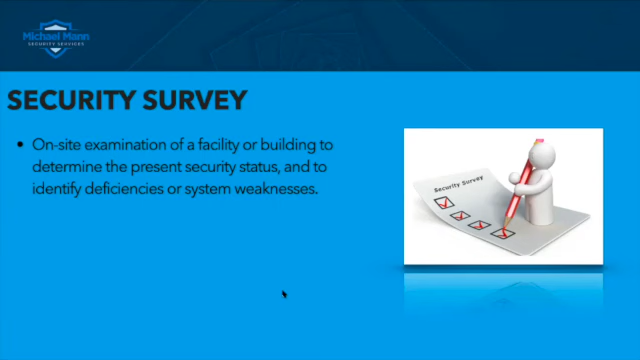 Michael Mann
SECURITY SERVICES
SECURITY SURVEY
• On-site examination of a facility or building to
determine the present security status, and to
identify deficiencies or system weaknesses.
Security Survey